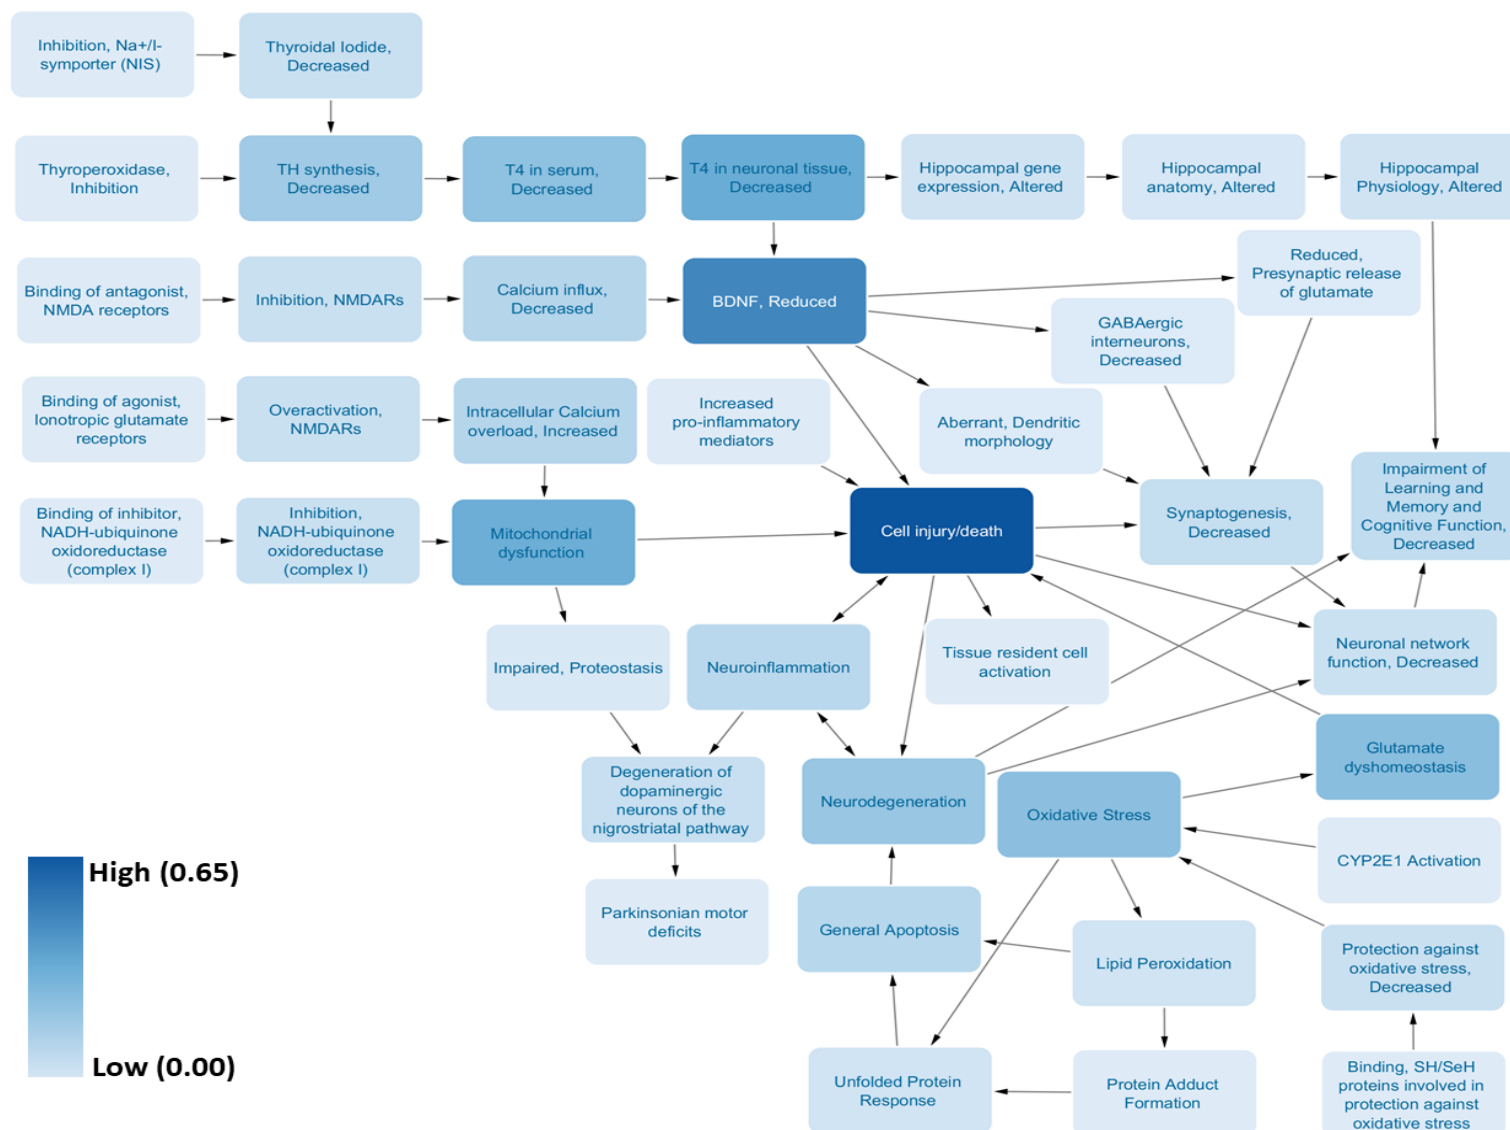 Inhibition, Na+/I-
symporter (NIS)
Thyroidal Iodide,
Decreased
Thyroperoxidase,
Inhibition
TH synthesis,
Decreased
T4 in serum,
Decreased
T4 in neuronal tissue,
Decreased
Hippocampal gene
expression, Altered
Hippocampal
anatomy, Altered
Hippocampal
Physiology, Altered
Binding of antagonist,
NMDA receptors
Inhibition, NMDARs
Calcium influx,
Decreased
BDNF, Reduced
Reduced,
Presynaptic release
of glutamate
GABAergic
interneurons,
Decreased
Binding of agonist,
Ionotropic glutamate
receptors
Overactivation,
NMDARs
Intracellular Calcium
overload, Increased
Increased
pro-inflammatory
mediators
Aberrant, Dendritic
morphology
Binding of inhibitor,
NADH-ubiquinone
oxidoreductase
(complex I)
Inhibition,
NADH-ubiquinone
oxidoreductase
(complex I)
Mitochondrial
dysfunction
Cell injury/death
Synaptogenesis,
Decreased
Impairment of
Learning and
Memory and
Cognitive Function,
Decreased
Impaired, Proteostasis
Neuroinflammation
Tissue resident cell
activation
Neuronal network
function, Decreased
Degeneration of
dopaminergic
neurons of the
nigrostriatal pathway
Neurodegeneration
Oxidative Stress
Glutamate
dyshomeostasis
CYP2E1 Activation
Parkinsonian motor
deficits
General Apoptosis
Lipid Peroxidation
Protection against
oxidative stress,
Decreased
Unfolded Protein
Response
Protein Adduct
Formation
Binding, SH/SeH
proteins involved in
protection against
oxidative stress
High (0.65)
Low (0.00)